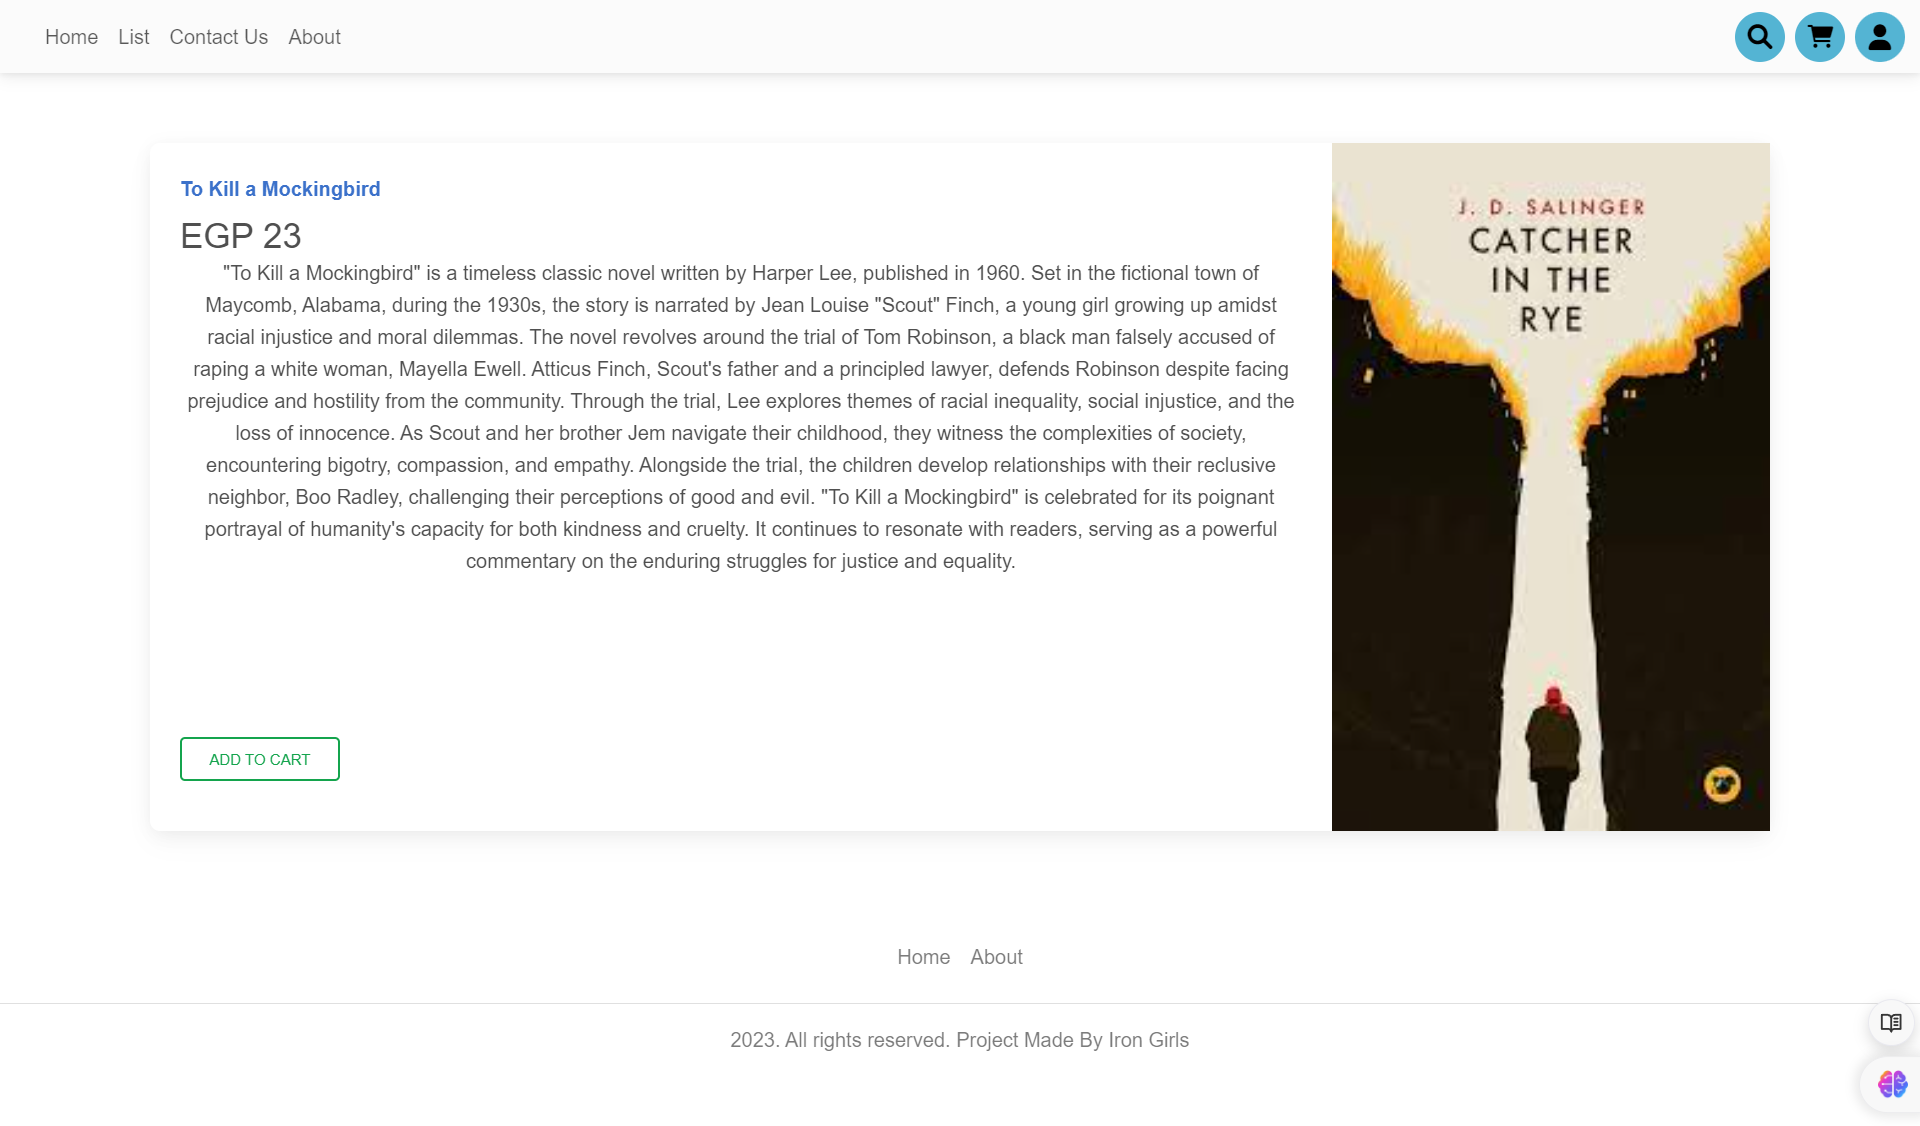 Home List Contact Us About
To Kill a Mockingbird
EGP 23
"To Kill a Mockingbird" is a timeless classic novel written by Harper Lee, published in 1960. Set in the fictional town of
Maycomb, Alabama, during the 1930s, the story is narrated by Jean Louise "Scout" Finch, a young girl growing up amidst
racial injustice and moral dilemmas. The novel revolves around the trial of Tom Robinson, a black man falsely accused of
raping a white woman, Mayella Ewell. Atticus Finch, Scout's father and a principled lawyer, defends Robinson despite facing
prejudice and hostility from the community. Through the trial, Lee explores themes of racial inequality, social injustice, and the
loss of innocence. As Scout and her brother Jem navigate their childhood, they witness the complexities of society,
encountering bigotry, compassion, and empathy. Alongside the trial, the children develop relationships with their reclusive
neighbor, Boo Radley, challenging their perceptions of good and evil. "To Kill a Mockingbird" is celebrated for its poignant
portrayal of humanity's capacity for both kindness and cruelty. It continues to resonate with readers, serving as a powerful
commentary on the enduring struggles for justice and equality.
ADD TO CART
J. D. SALINGER
CATCHER
IN THE
RYE
Home About
2023. All rights reserved. Project Made By Iron Girls